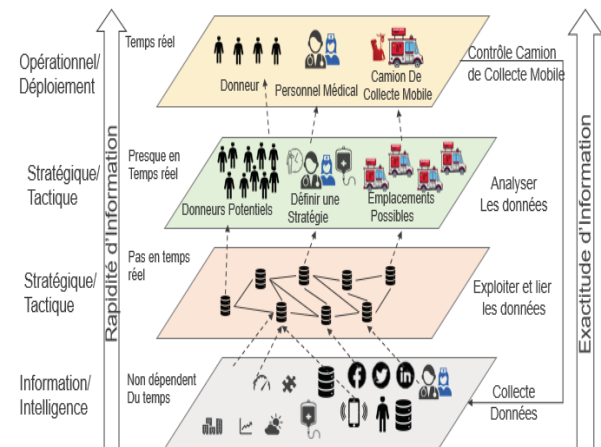 Opérationnel/
Déploiement
Temps réel
Donneur
Personnel Médical
Camion De
Collecte Mobile
Contrôle Camion
de Collecte Mobile
Stratégique/
Tactique
Presque en
Temps réel
Donneurs Potentiels
Définir une
Stratégie
Emplacements
Possibles
Analyser
Les données
Stratégique/
Tactique
Pas en temps
réel
Exploiter et lier
les données
Information/
Intelligence
Non dépendent
Du temps
Collecte
Données
Rapidité d'Information
Exactitude d'Information